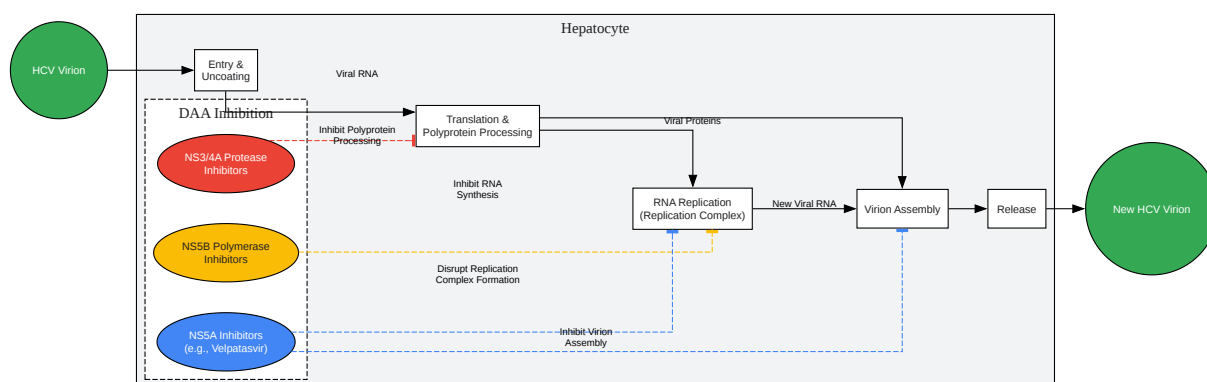 Hepatocyte
HCV Virion
Entry &
Uncoating
Viral RNA
DAA Inhibition
Translation &
Polyprotein Processing
Viral Proteins
Inhibit Polyprotein
Processing
NS3/4A Protease
Inhibitors
Inhibit RNA
Synthesis
RNA Replication
(Replication Complex)
New Viral RNA
Virion Assembly
Release
New HCV Virion
NS5B Polymerase
Inhibitors
Disrupt Replication
Complex Formation
NS5A Inhibitors
(e.g., Velpatasvir)
Inhibit Virion
Assembly